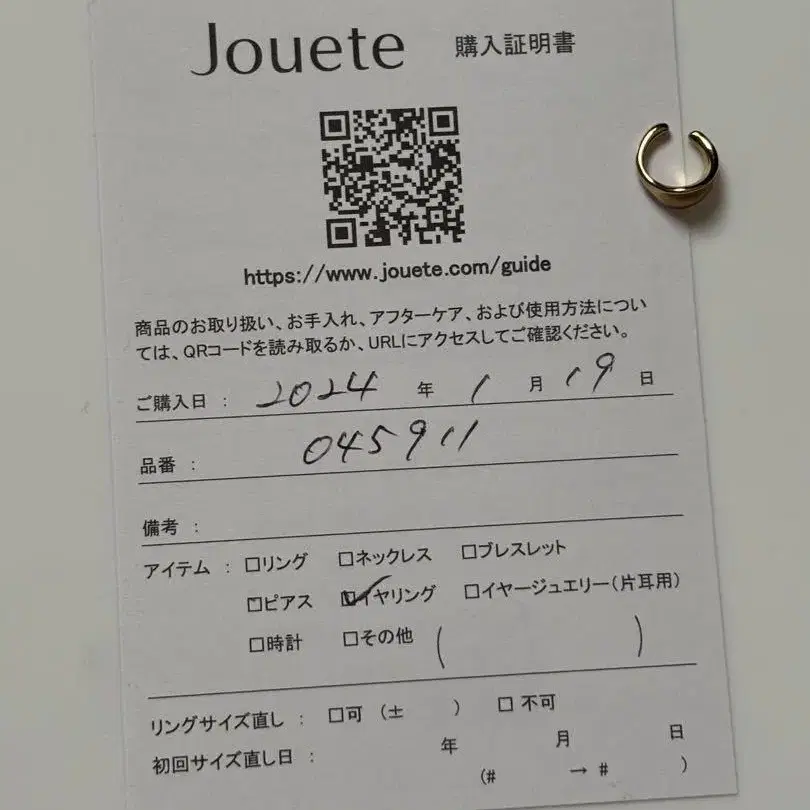 Jouete 購入証明書
https://www.jouete.com/guide
商品のお取り扱い、お手入れ、アフターケア、および使用方法につい
ては、QRコードを読み取るか、URLにアクセスしてご確認ください。
ご購入日 : 2024 年 1 月 19 日
品番 : 045911
備考 :
アイテム : □リング □ネックレス □ブレスレット
□ピアス ☑イヤリング □イヤージュエリー(片耳用)
□時計 □その他 ( )
リングサイズ直し : □可 (± ) □不可
初回サイズ直し日 : 年 月 日
(# → # )